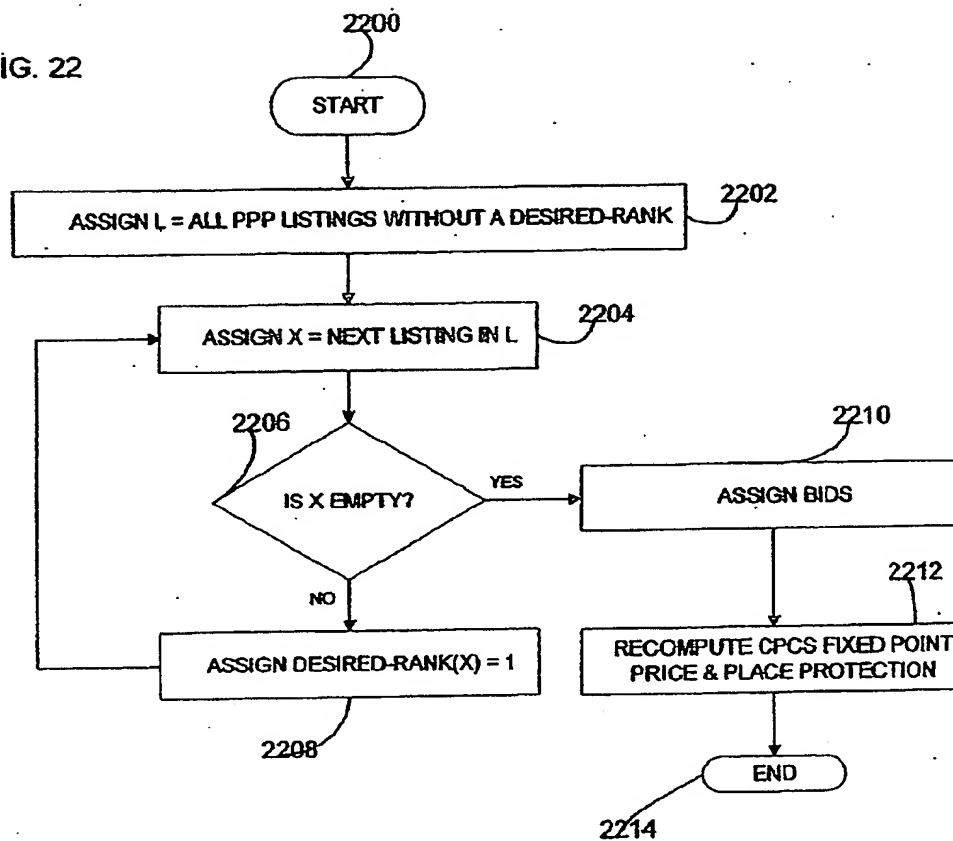 2200
IG. 22
START
2202
ASSIGN L = ALL PPP LISTINGS WITHOUT A DESIRED-RANK
2204
ASSIGN X = NEXT LISTING IN L
2206
2210
IS X EMPTY?
YES
ASSIGN BIDS
NO
2212
ASSIGN DESIRED-RANK(X) = 1
RECOMPUTE CPCS FIXED POINT
PRICE & PLACE PROTECTION
2208
END
2214